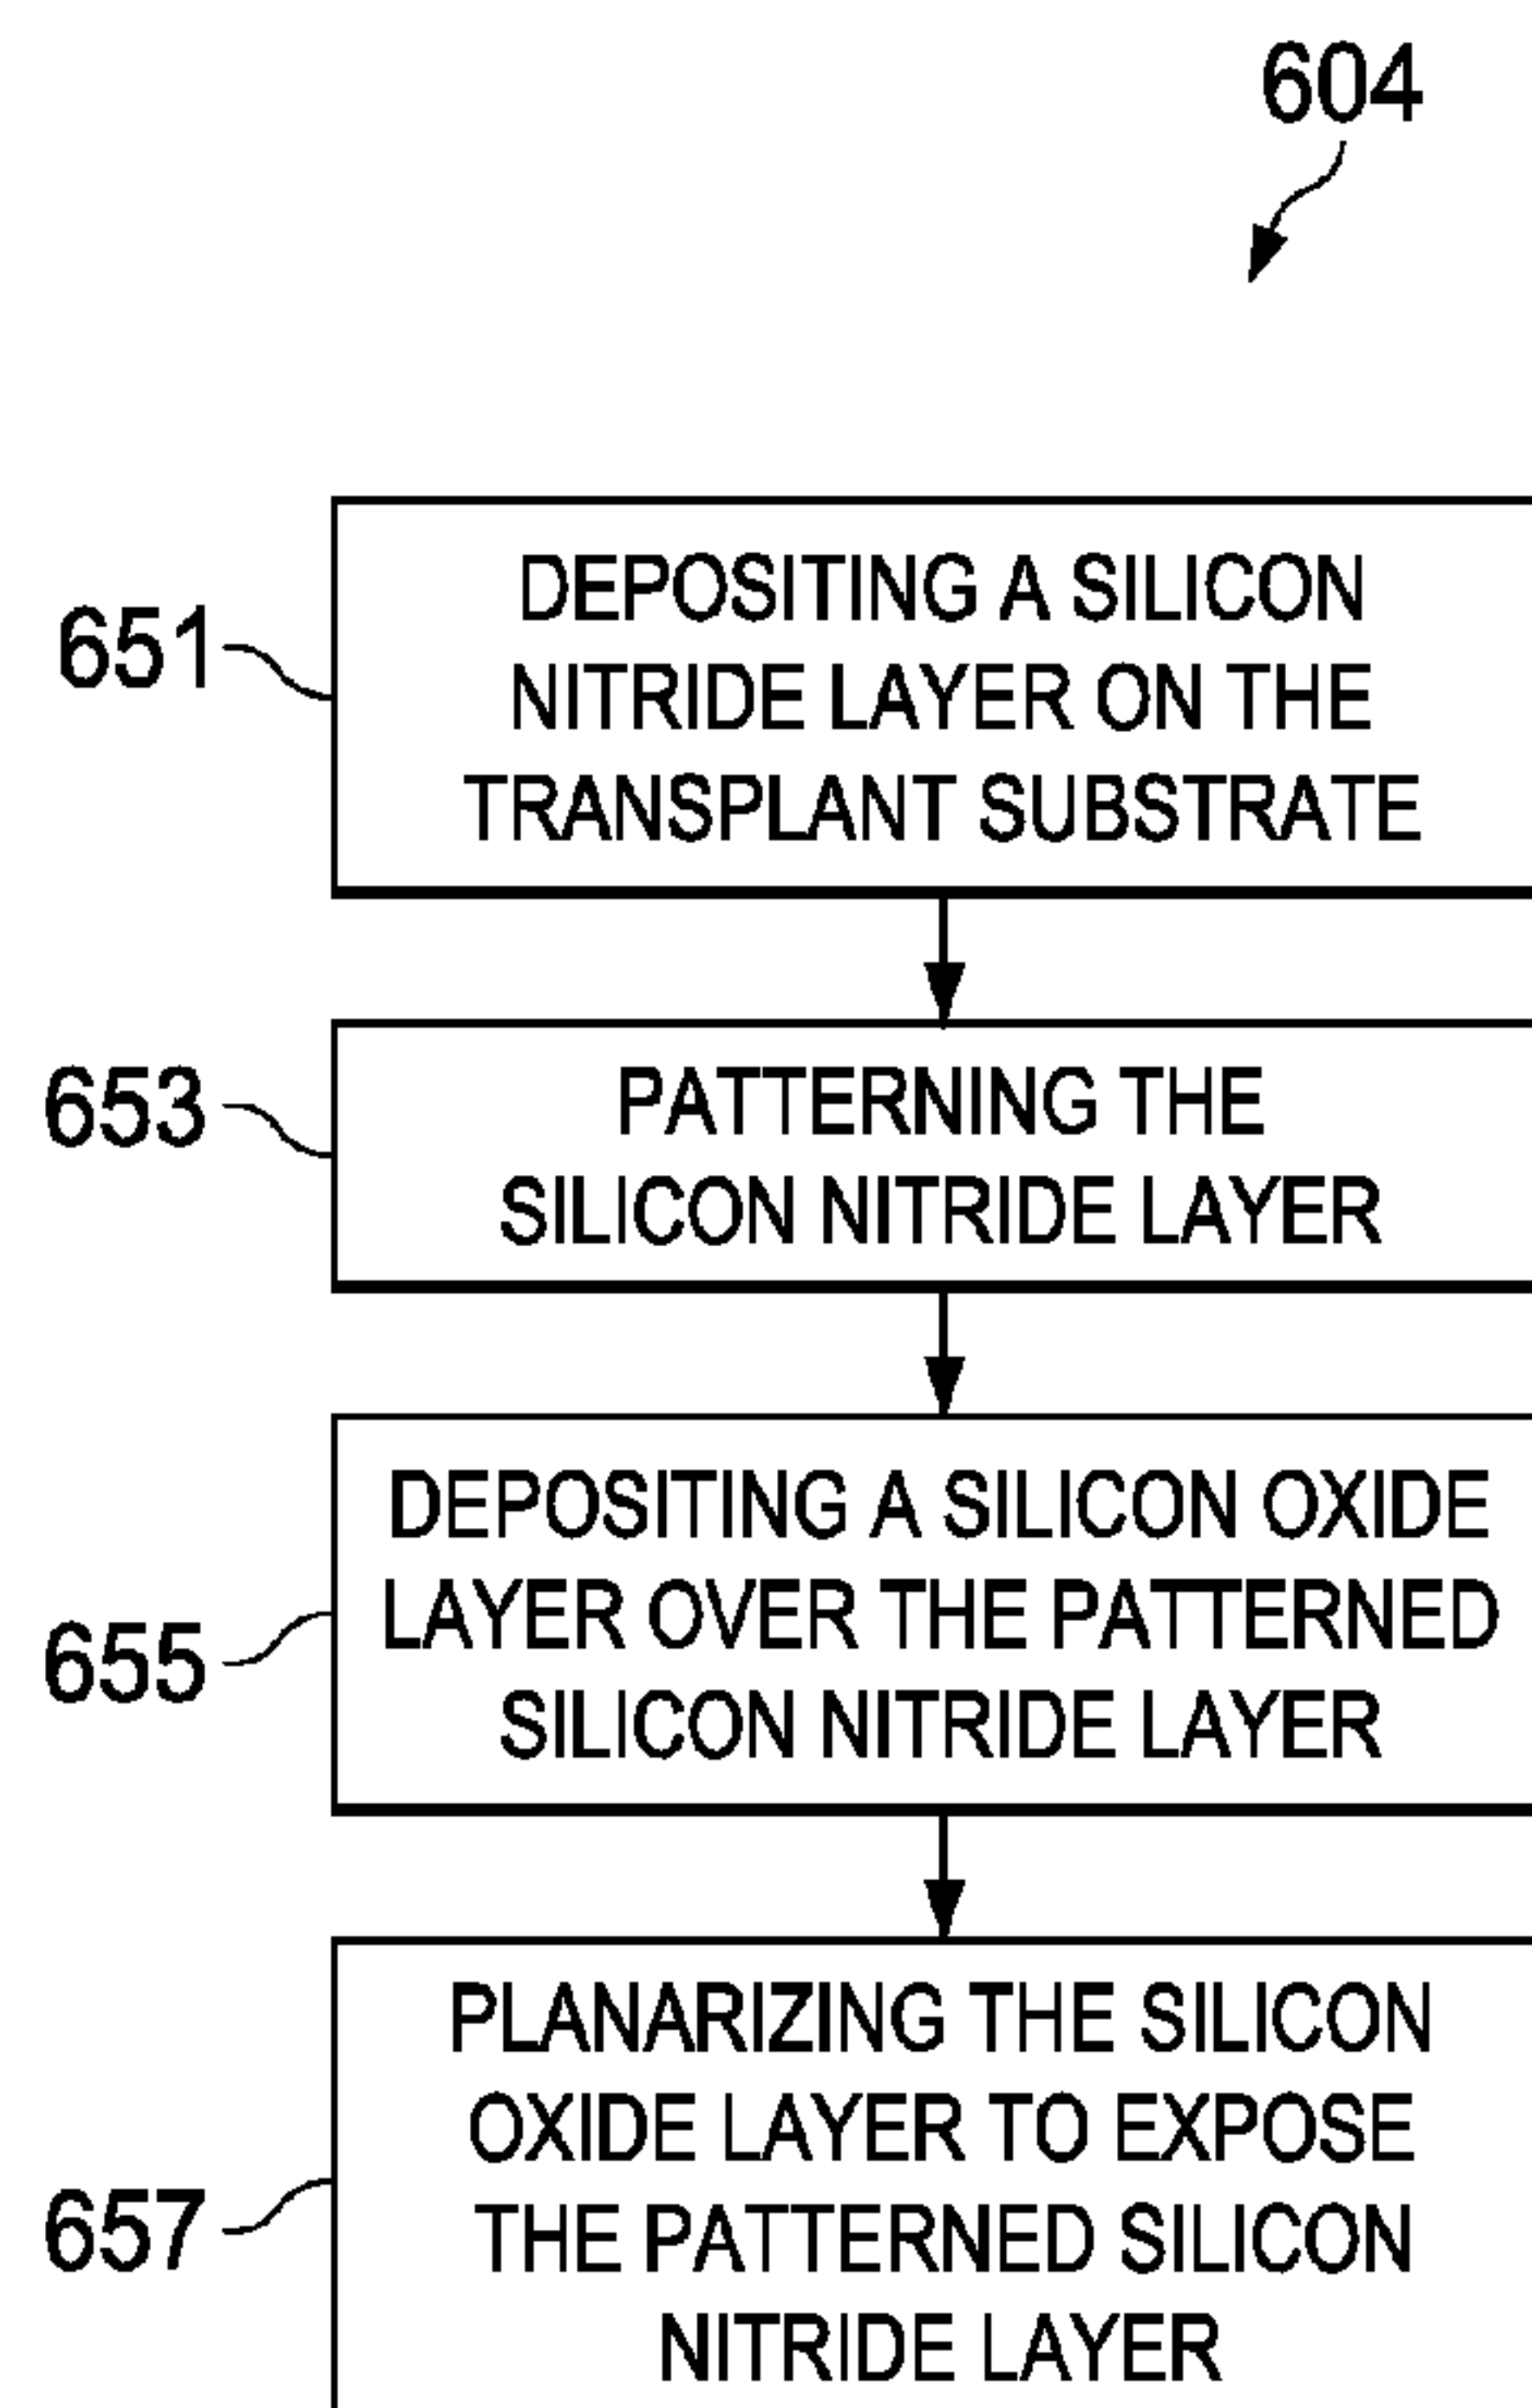 604
651
DEPOSITING A SILICON
NITRIDE LAYER ON THE
TRANSPLANT SUBSTRATE
653
PATTERNING THE
SILICON NITRIDE LAYER
655
DEPOSITING A SILICON OXIDE
LAYER OVER THE PATTERNED
SILICON NITRIDE LAYER
657
PLANARIZING THE SILICON
OXIDE LAYER TO EXPOSE
THE PATTERNED SILICON
NITRIDE LAYER